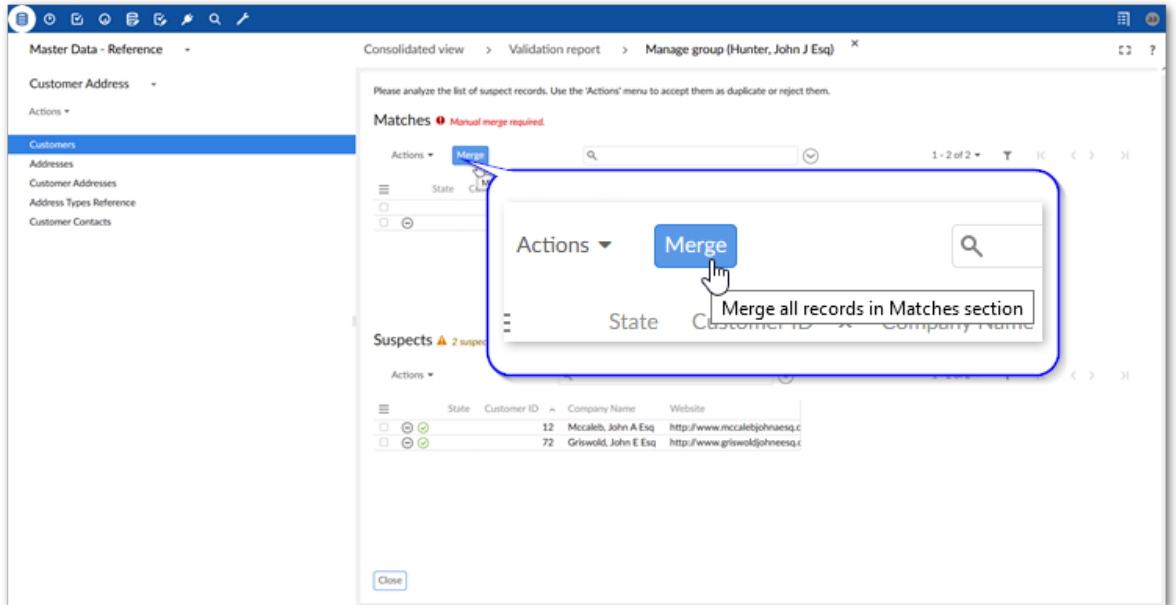 Master Data - Reference
Consolidated view > Validation report > Manage group (Hunter, John J Esq) ×
?
Customer Address
Actions
Customers
Addresses
Customer Addresses
Address Types Reference
Customer Contacts
Please analyze the list of suspect records. Use the 'Actions' menu to accept them as duplicate or reject them.
Matches Manual merge required.
Actions Merge 1 - 2 of 2
State
Actions Merge
Merge all records in Matches section
State Customer ID Company Name
Suspects 2 suspec
Actions
State Customer ID Company Name Website
12 Mccaleb, John A Esq http://www.mccalebjohnaesq.c
72 Griswold, John E Esq http://www.griswoldjohneesq.c
Close